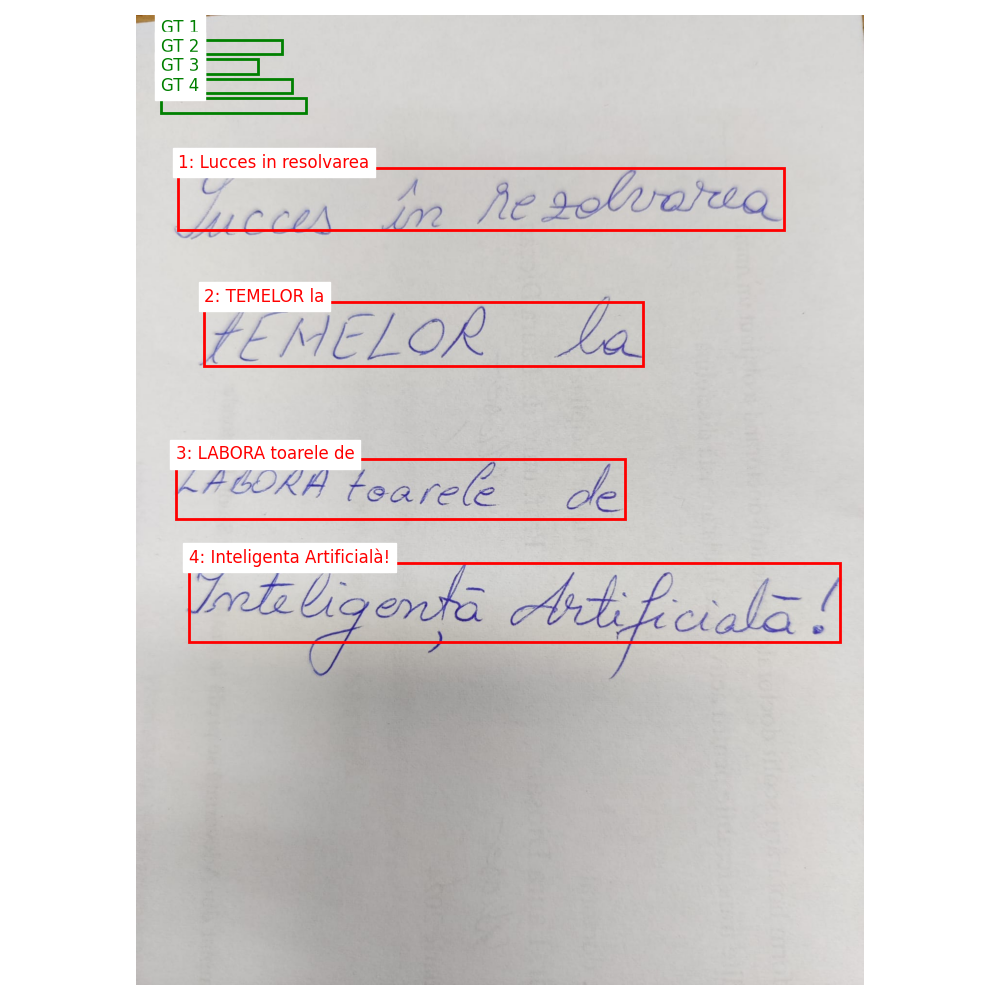 GT 1
GT 2
GT 3
GT 4
1: Lucces in resolvarea
Succes în rezolvarea
2: TEMELOR la
tEMELOR la
3: LABORA toarele de
LABORA toarele de
4: Inteligenta Artificialà!
Inteligență Artificială!